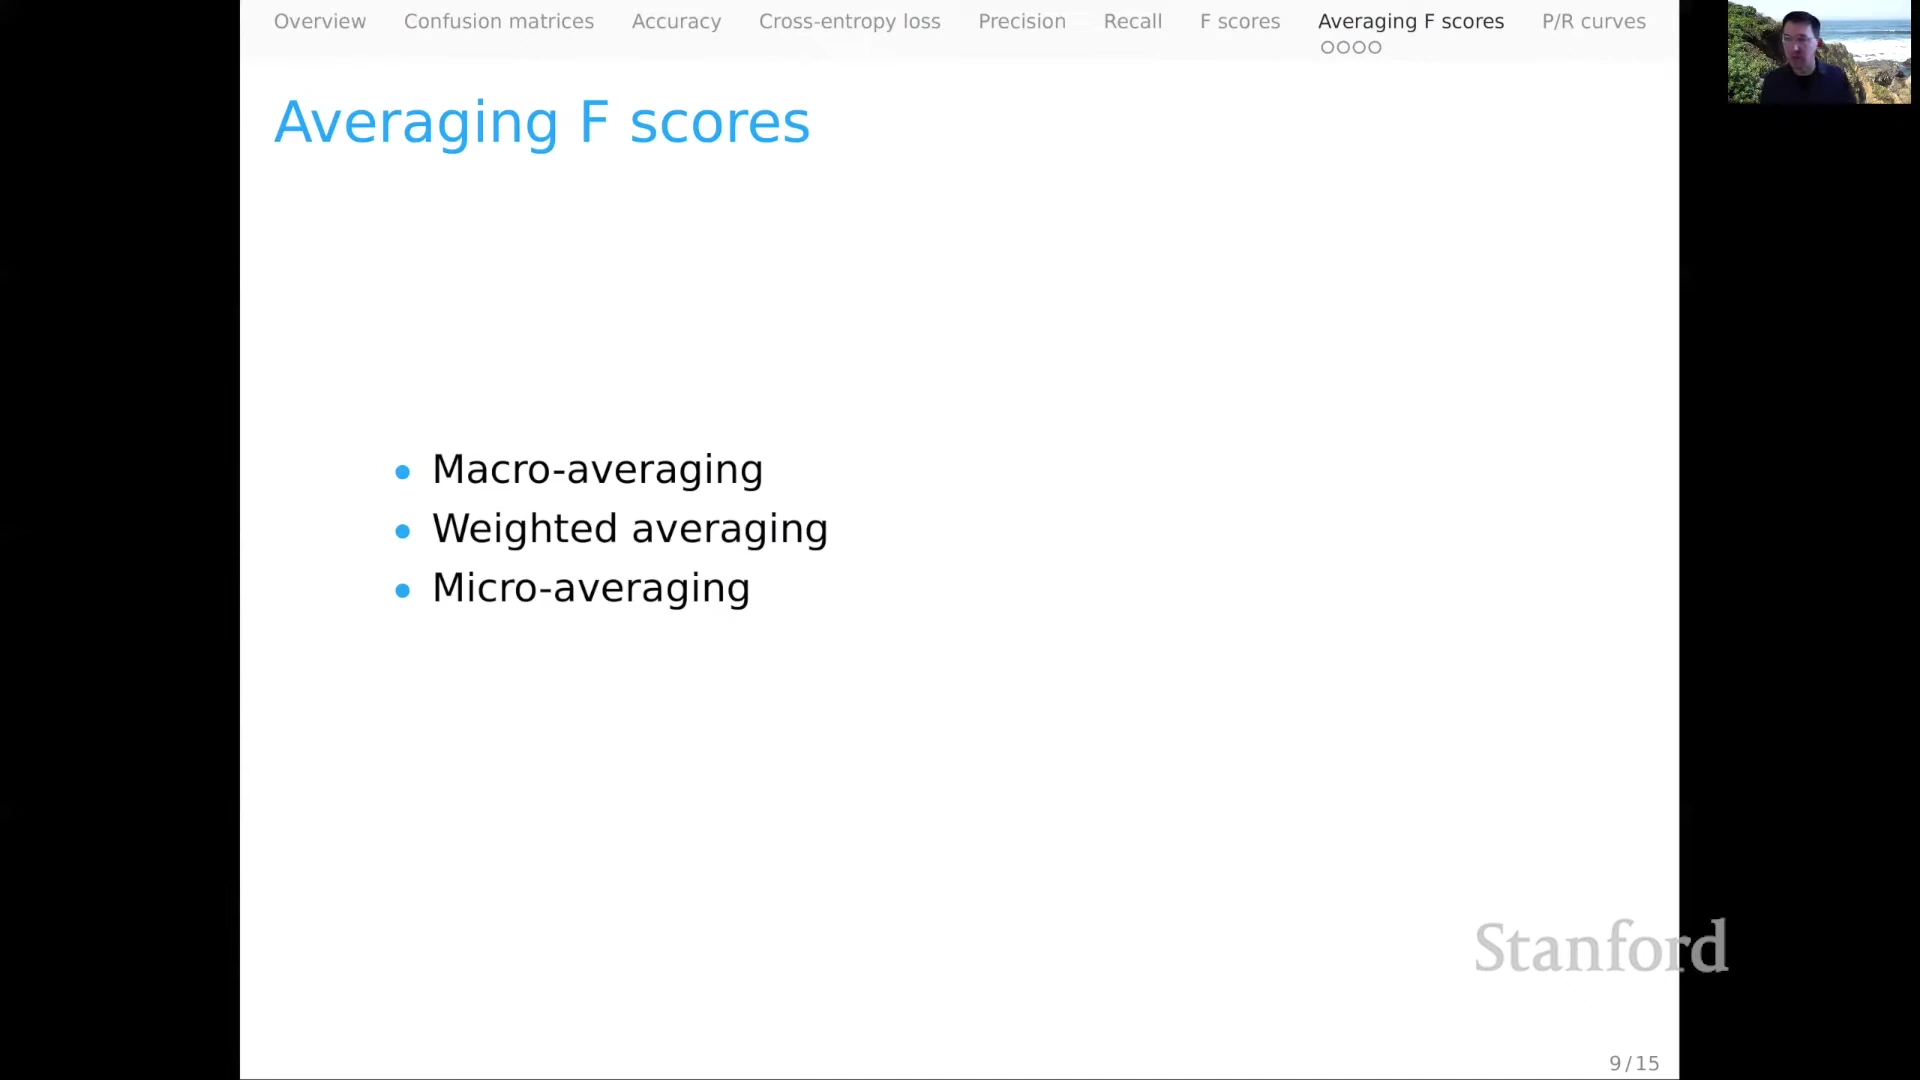 Overview Confusion matrices Accuracy Cross-entropy loss Precision Recall F scores Averaging F scores P/R curves
Averaging F scores
• Macro-averaging
• Weighted averaging
• Micro-averaging
Stanford
9/15